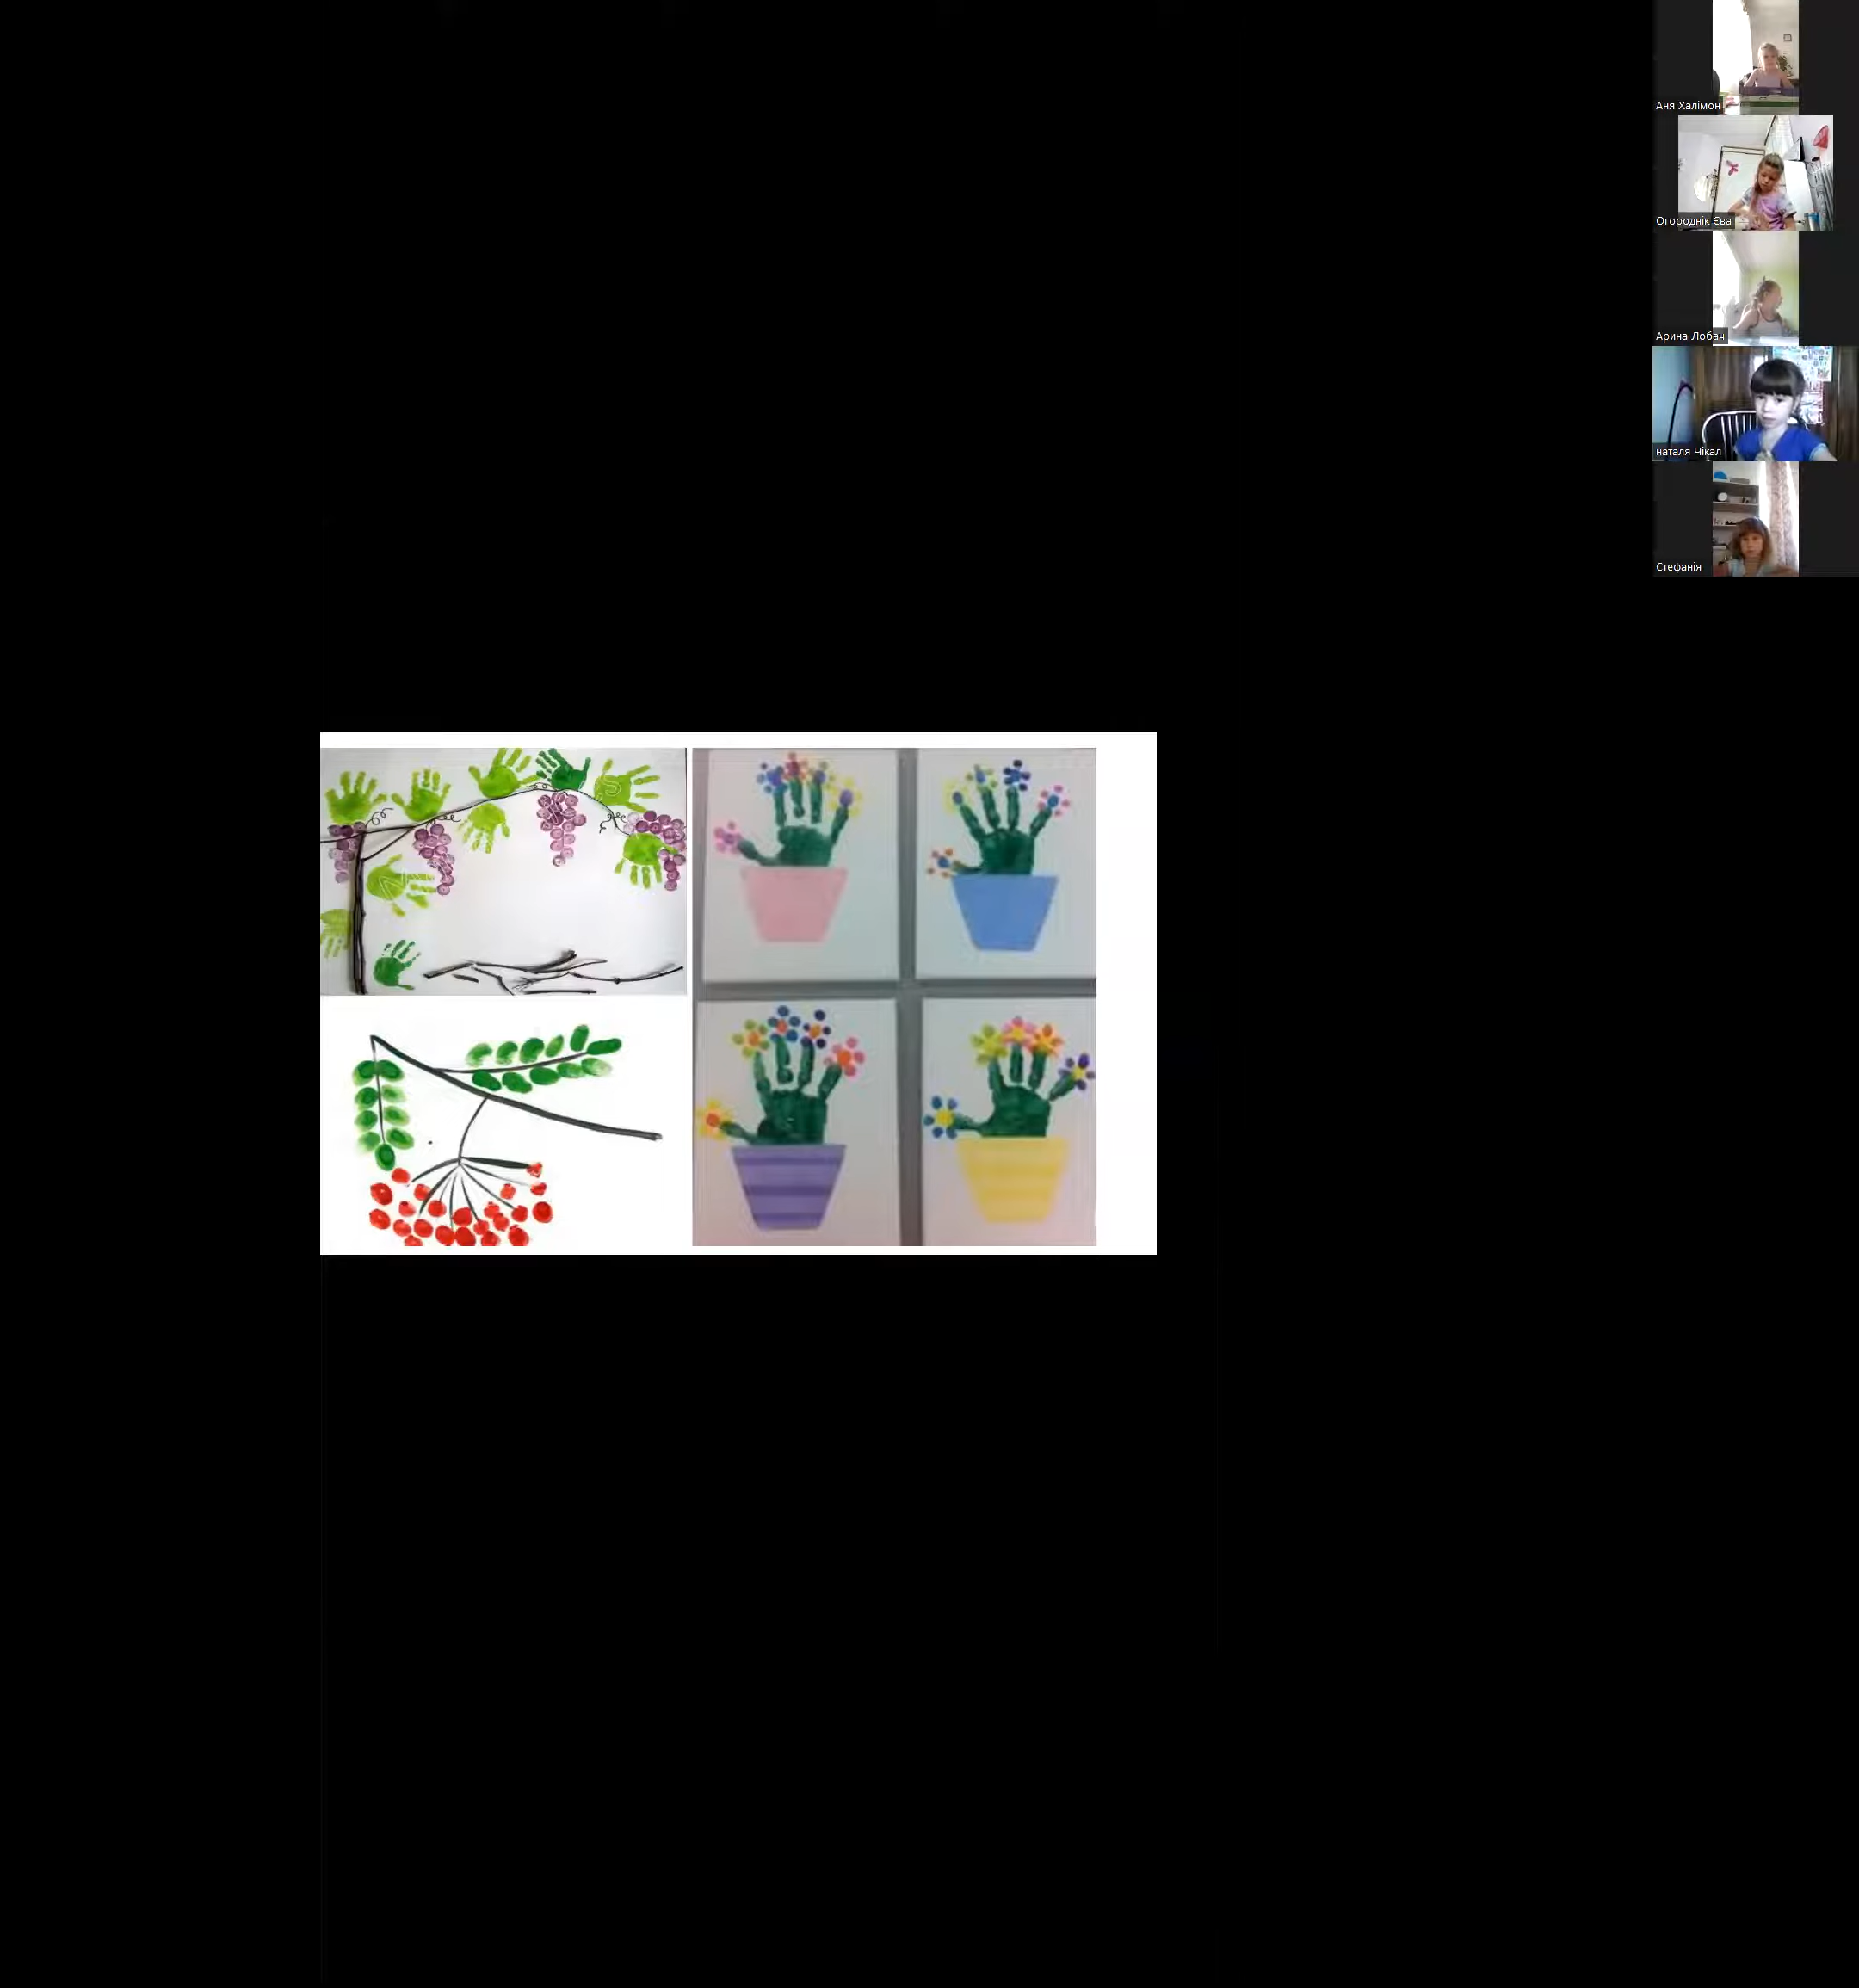 Аня Халімон
Огороднік Єва
Арина Лобач
наталя Чікал
Стефанія